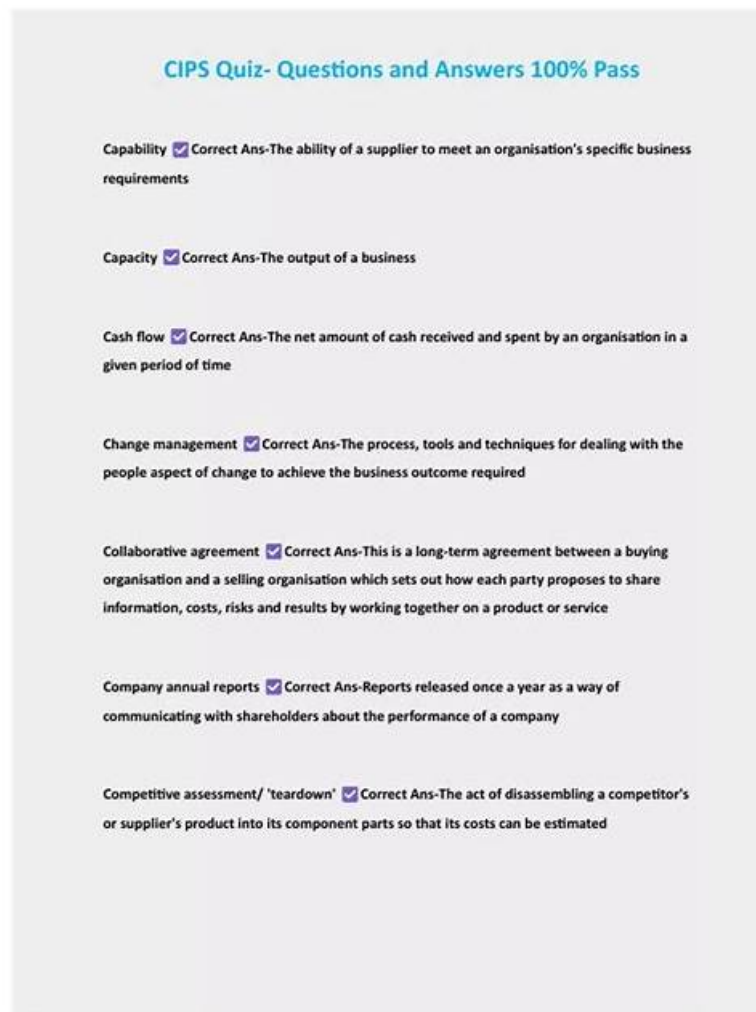 CIPS Quiz- Questions and Answers 100% Pass
Capability ☑ Correct Ans-The ability of a supplier to meet an organisation's specific business
requirements
Capacity ☑ Correct Ans-The output of a business
Cash flow ☑ Correct Ans-The net amount of cash received and spent by an organisation in a
given period of time
Change management ☑ Correct Ans-The process, tools and techniques for dealing with the
people aspect of change to achieve the business outcome required
Collaborative agreement ☑ Correct Ans-This is a long-term agreement between a buying
organisation and a selling organisation which sets out how each party proposes to share
information, costs, risks and results by working together on a product or service
Company annual reports ☑ Correct Ans-Reports released once a year as a way of
communicating with shareholders about the performance of a company
Competitive assessment/ 'teardown' ☑ Correct Ans-The act of disassembling a competitor's
or supplier's product into its component parts so that its costs can be estimated